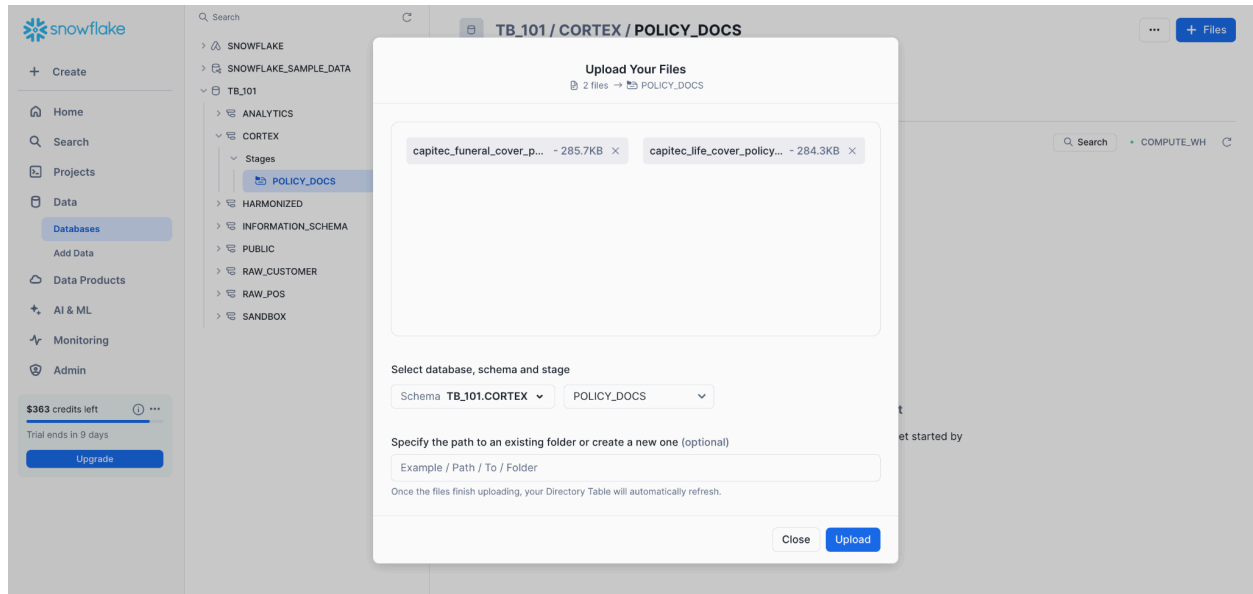 snowflake
+ Create
Home
Search
Projects
Data
Databases
Add Data
Data Products
AI & ML
Monitoring
Admin
$363 credits left
Trial ends in 9 days
Upgrade
Search
SNOWFLAKE
SNOWFLAKE_SAMPLE_DATA
TB_101
ANALYTICS
CORTEX
Stages
POLICY_DOCS
HARMONIZED
INFORMATION_SCHEMA
PUBLIC
RAW_CUSTOMER
RAW_POS
SANDBOX
TB_101 / CORTEX / POLICY_DOCS
+ Files
Search
COMPUTE_WH
t
et started by
Upload Your Files
2 files → POLICY_DOCS
capitec_funeral_cover_p... - 285.7KB
capitec_life_cover_policy... - 284.3KB
Select database, schema and stage
Schema TB_101.CORTEX
POLICY_DOCS
Specify the path to an existing folder or create a new one (optional)
Example / Path / To / Folder
Once the files finish uploading, your Directory Table will automatically refresh.
Close
Upload